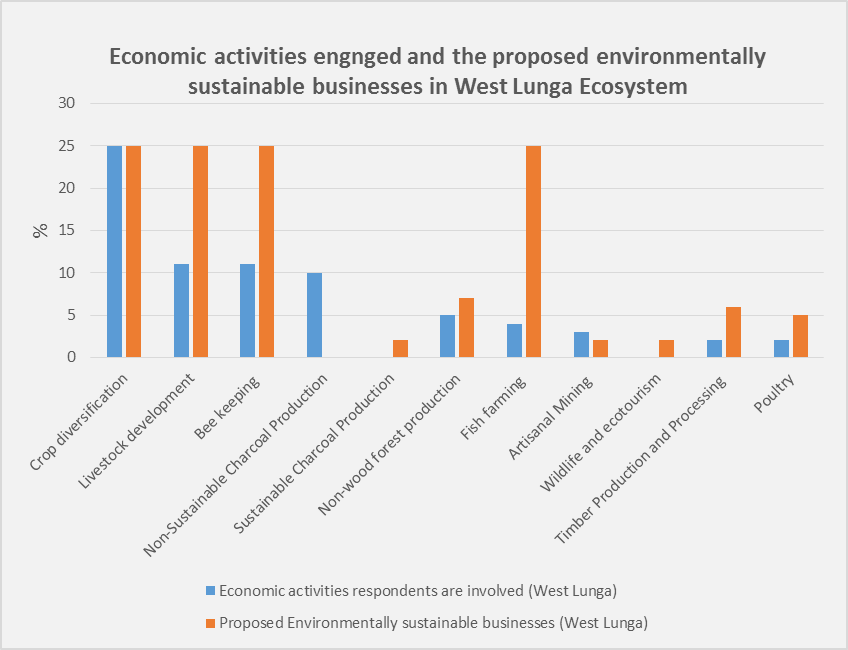 Economic activities engnged and the proposed environmentally
sustainable businesses in West Lunga Ecosystem
30
25
20
15
10
5
0
%
Crop diversification
Livestock development
Bee keeping
Non-Sustainable Charcoal Production
Sustainable Charcoal Production
Non-wood forest production
Fish farming
Artisanal Mining
Wildlife and ecotourism
Timber Production and Processing
Poultry
Economic activities respondents are involved (West Lunga)
Proposed Environmentally sustainable businesses (West Lunga)